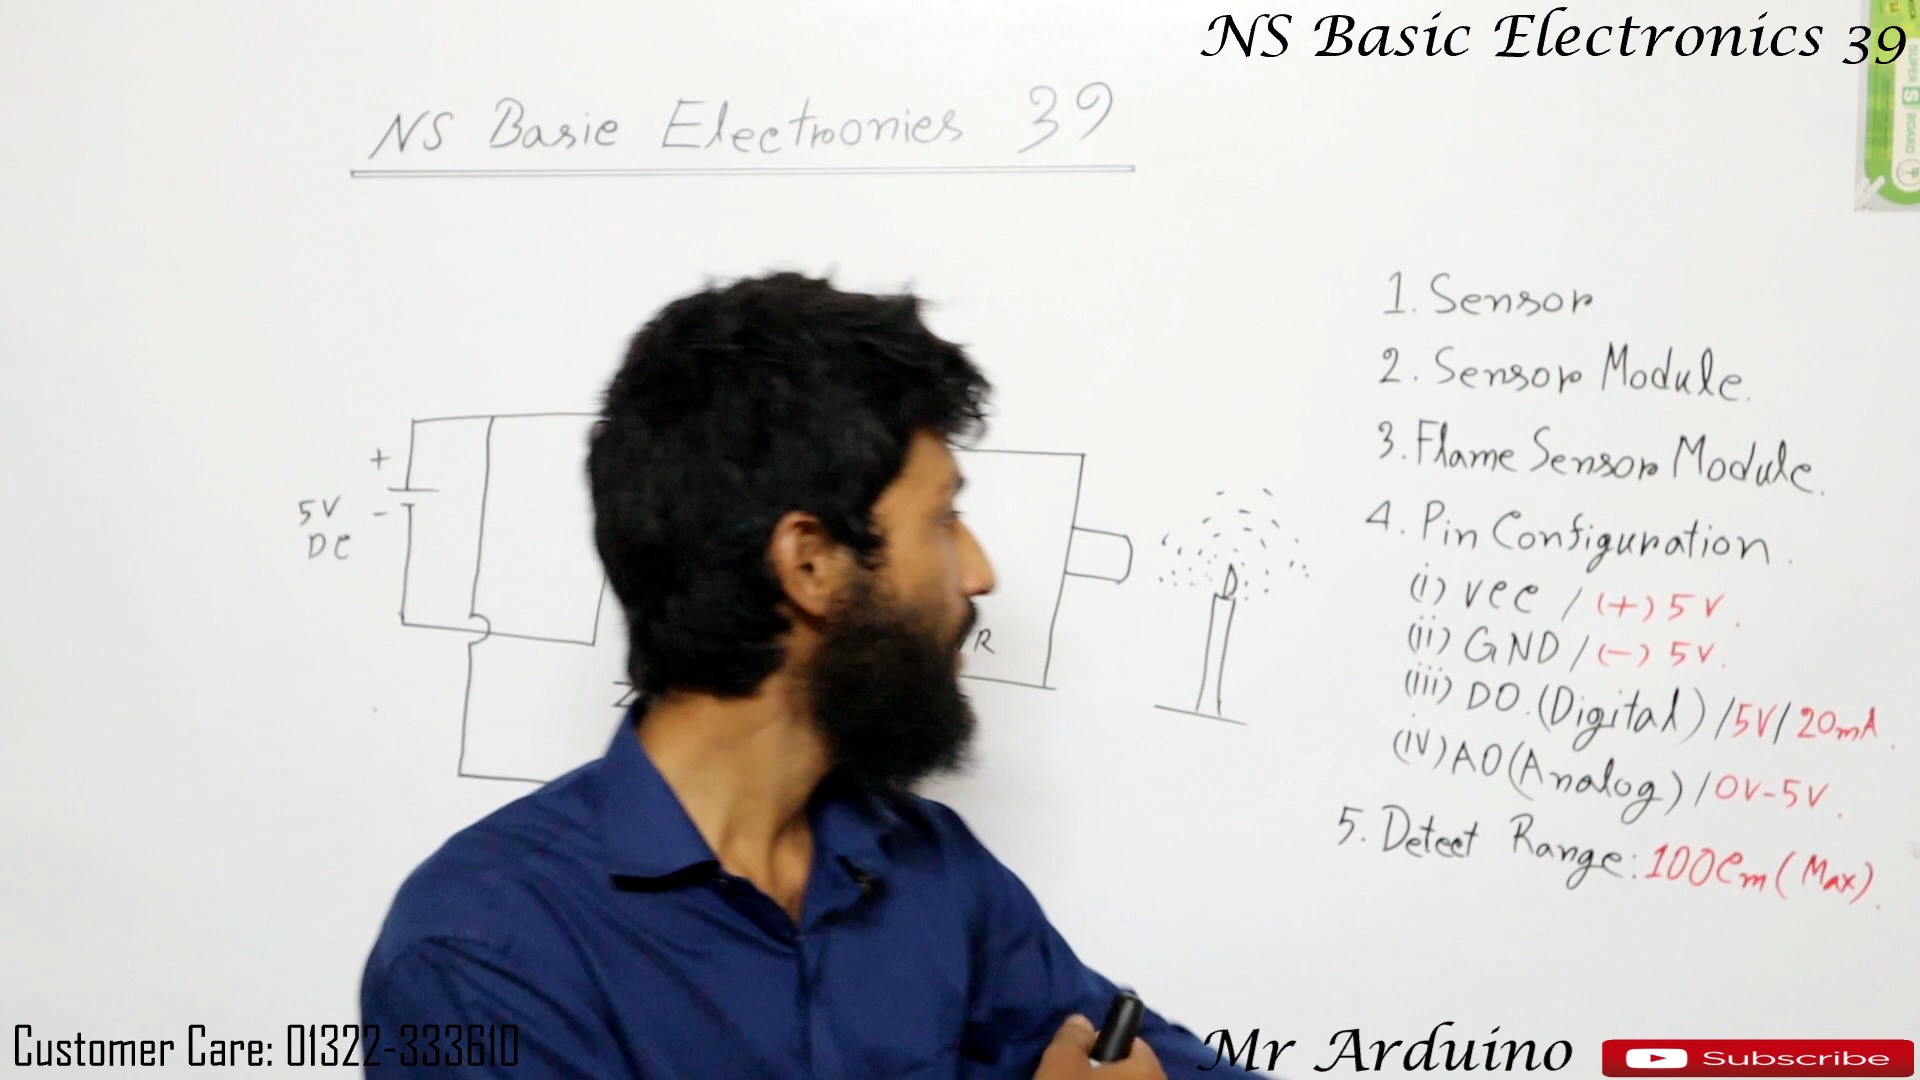 NS Basic Electronics 39
NS Basic Electronics 39
SUPER S BOARD
+
5V
-
DC
R
1. Sensor
2. Sensor Module.
3. Flame Sensor Module.
4. Pin Configuration.
(i) VCC / (+) 5V.
(ii) GND / (-) 5V.
(iii) DO. (Digital) / 5V / 20mA.
(iv) AO (Analog) / 0V-5V.
5. Detect Range: 100Cm (Max).
Customer Care: 01322-333610
Mr Arduino
Subscribe